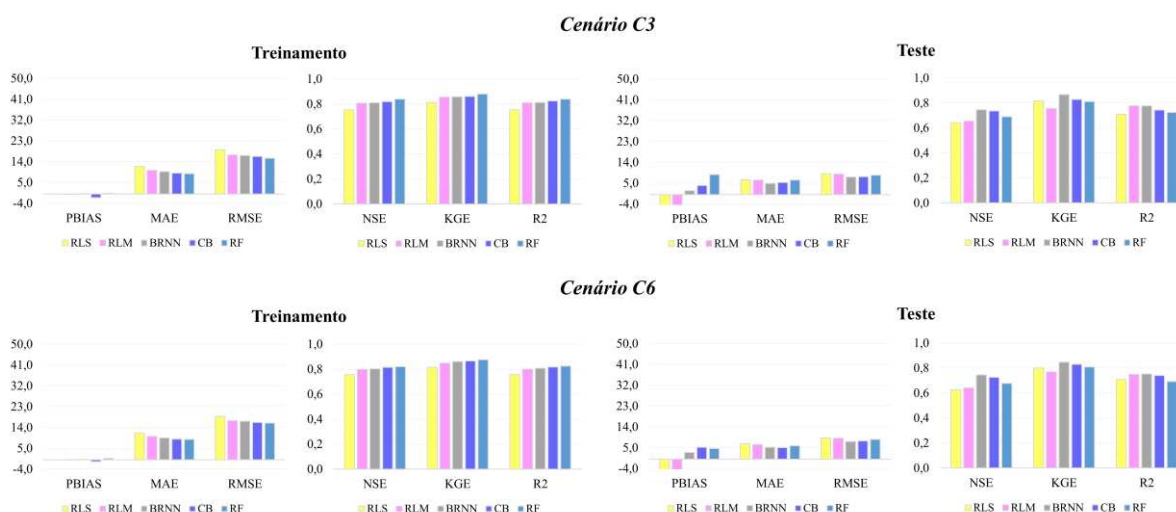 Cenário C3
Treinamento
Teste
50,0
41,0
32,0
23,0
14,0
5,0
-4,0
PBIAS MAE RMSE
RLS RLM BRNN CB RF
1,0
0,8
0,6
0,4
0,2
0,0
NSE KGE R2
RLS RLM BRNN CB RF
50,0
41,0
32,0
23,0
14,0
5,0
-4,0
PBIAS MAE RMSE
RLS RLM BRNN CB RF
1,0
0,8
0,6
0,4
0,2
0,0
NSE KGE R2
RLS RLM BRNN CB RF
Cenário C6
Treinamento
Teste
50,0
41,0
32,0
23,0
14,0
5,0
-4,0
PBIAS MAE RMSE
RLS RLM BRNN CB RF
1,0
0,8
0,6
0,4
0,2
0,0
NSE KGE R2
RLS RLM BRNN CB RF
50,0
41,0
32,0
23,0
14,0
5,0
-4,0
PBIAS MAE RMSE
RLS RLM BRNN CB RF
1,0
0,8
0,6
0,4
0,2
0,0
NSE KGE R2
RLS RLM BRNN CB RF